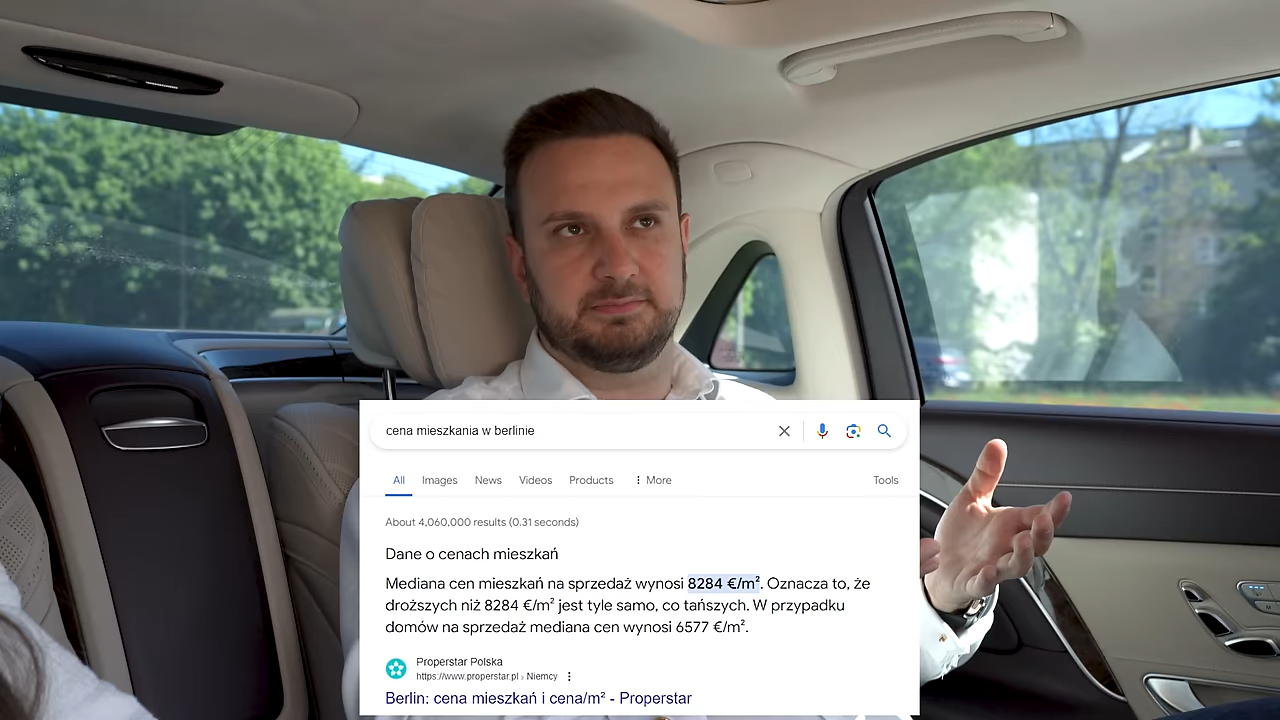 cena mieszkania w berlinie
All Images News Videos Products More Tools
About 4,060,000 results (0.31 seconds)
Dane o cenach mieszkań
Mediana cen mieszkań na sprzedaż wynosi 8284 €/m². Oznacza to, że
droższych niż 8284 €/m² jest tyle samo, co tańszych. W przypadku
domów na sprzedaż mediana cen wynosi 6577 €/m².
Properstar Polska
https://www.properstar.pl › Niemcy
Berlin: cena mieszkań i cena/m² - Properstar